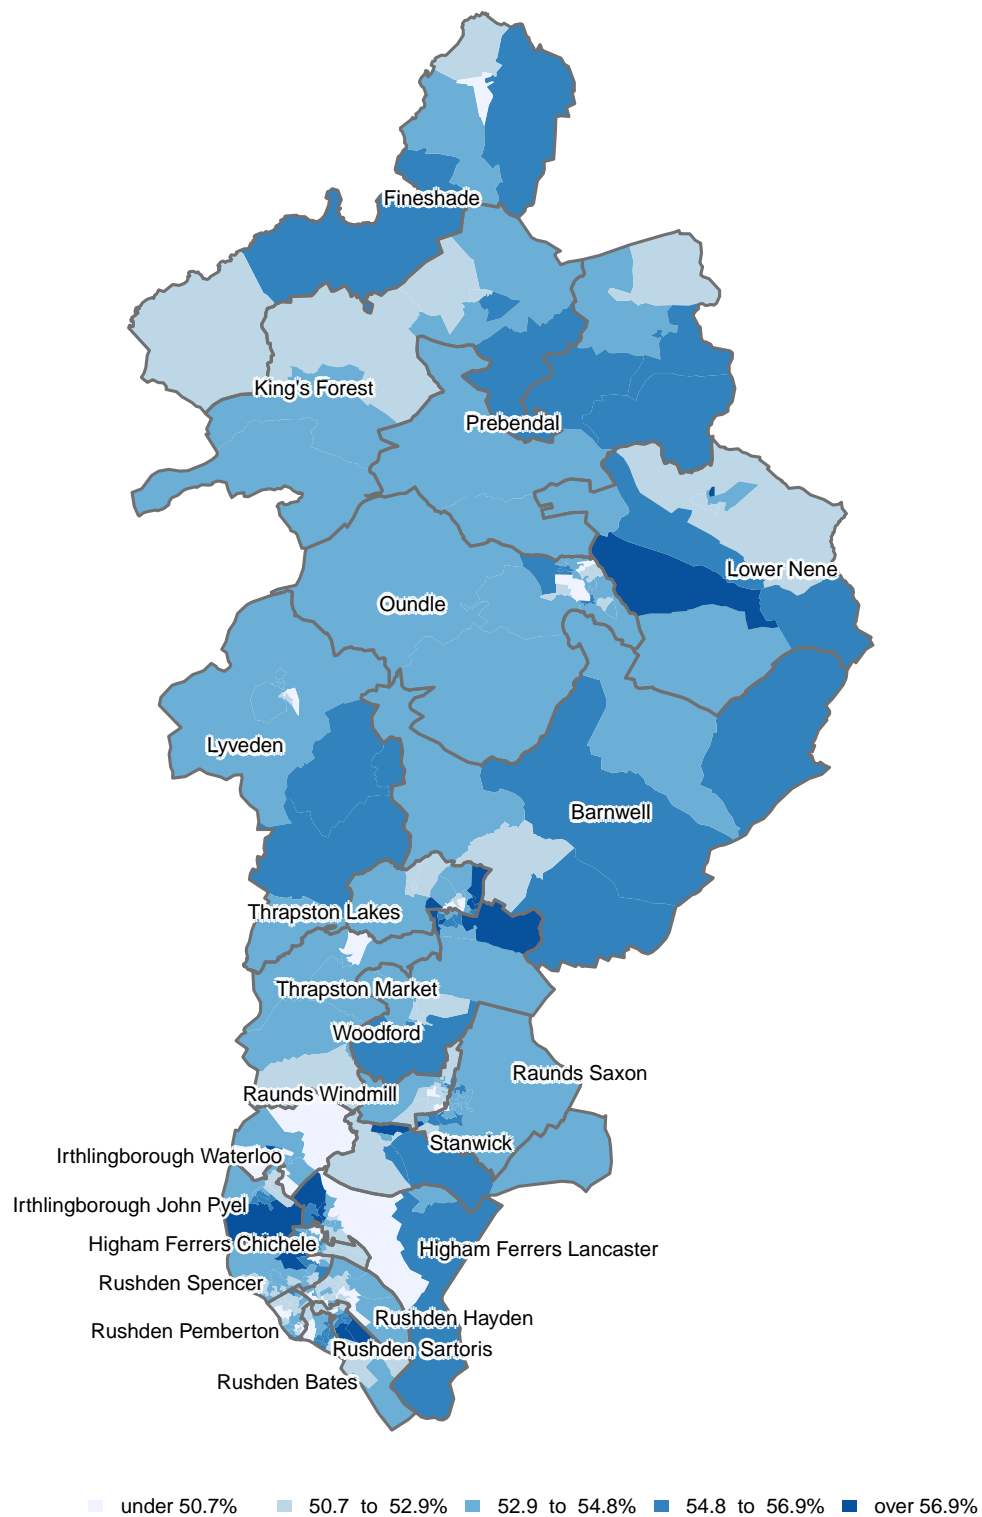 Fineshade
King's Forest
Prebendal
Lower Nene
Oundle
Lyveden
Barnwell
Thrapston Lakes
Thrapston Market
Woodford
Raunds Saxon
Raunds Windmill
Stanwick
Irthlingborough Waterloo
Irthlingborough John Pyel
Higham Ferrers Chichele
Higham Ferrers Lancaster
Rushden Spencer
Rushden Hayden
Rushden Pemberton
Rushden Sartoris
Rushden Bates
under 50.7% 50.7 to 52.9% 52.9 to 54.8% 54.8 to 56.9% over 56.9%